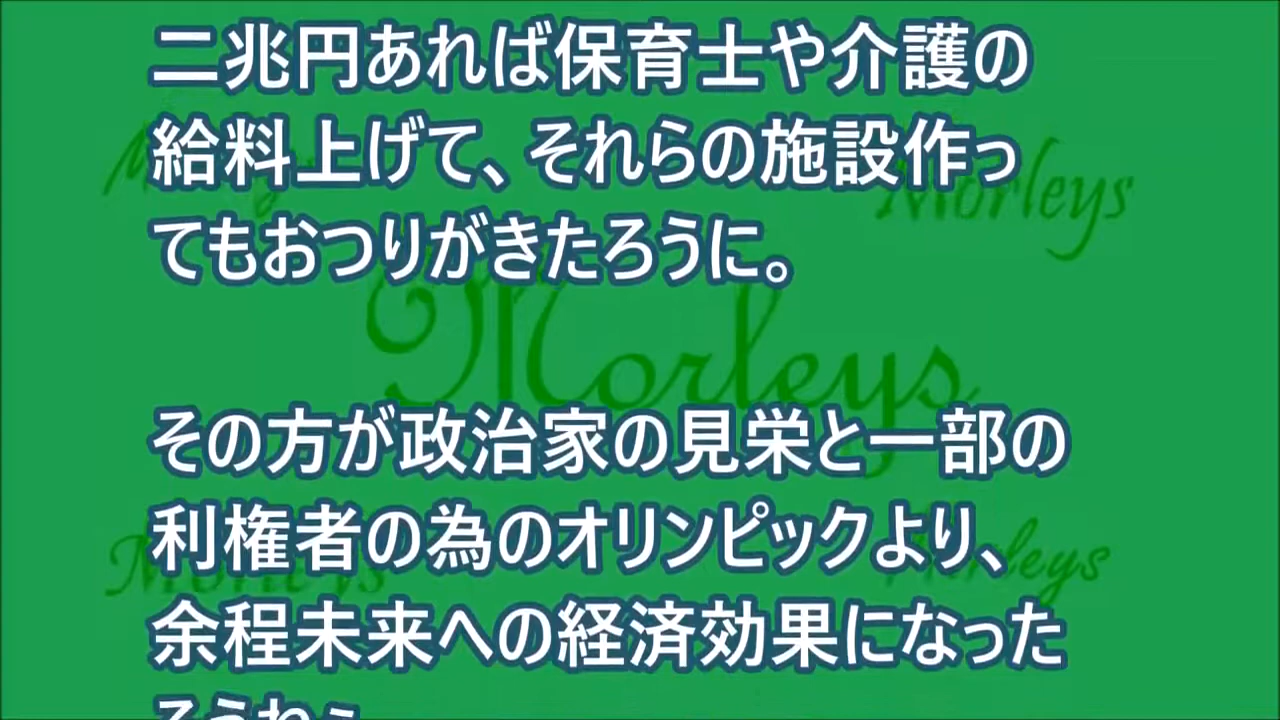 二兆円あれば保育士や介護の
給料上げて、それらの施設作っ
てもおつりがきたろうに。
Morleys
Morleys
その方が政治家の見栄と一部の
利権者の為のオリンピックより、
Morleys
Morleys
余程未来への経済効果になった